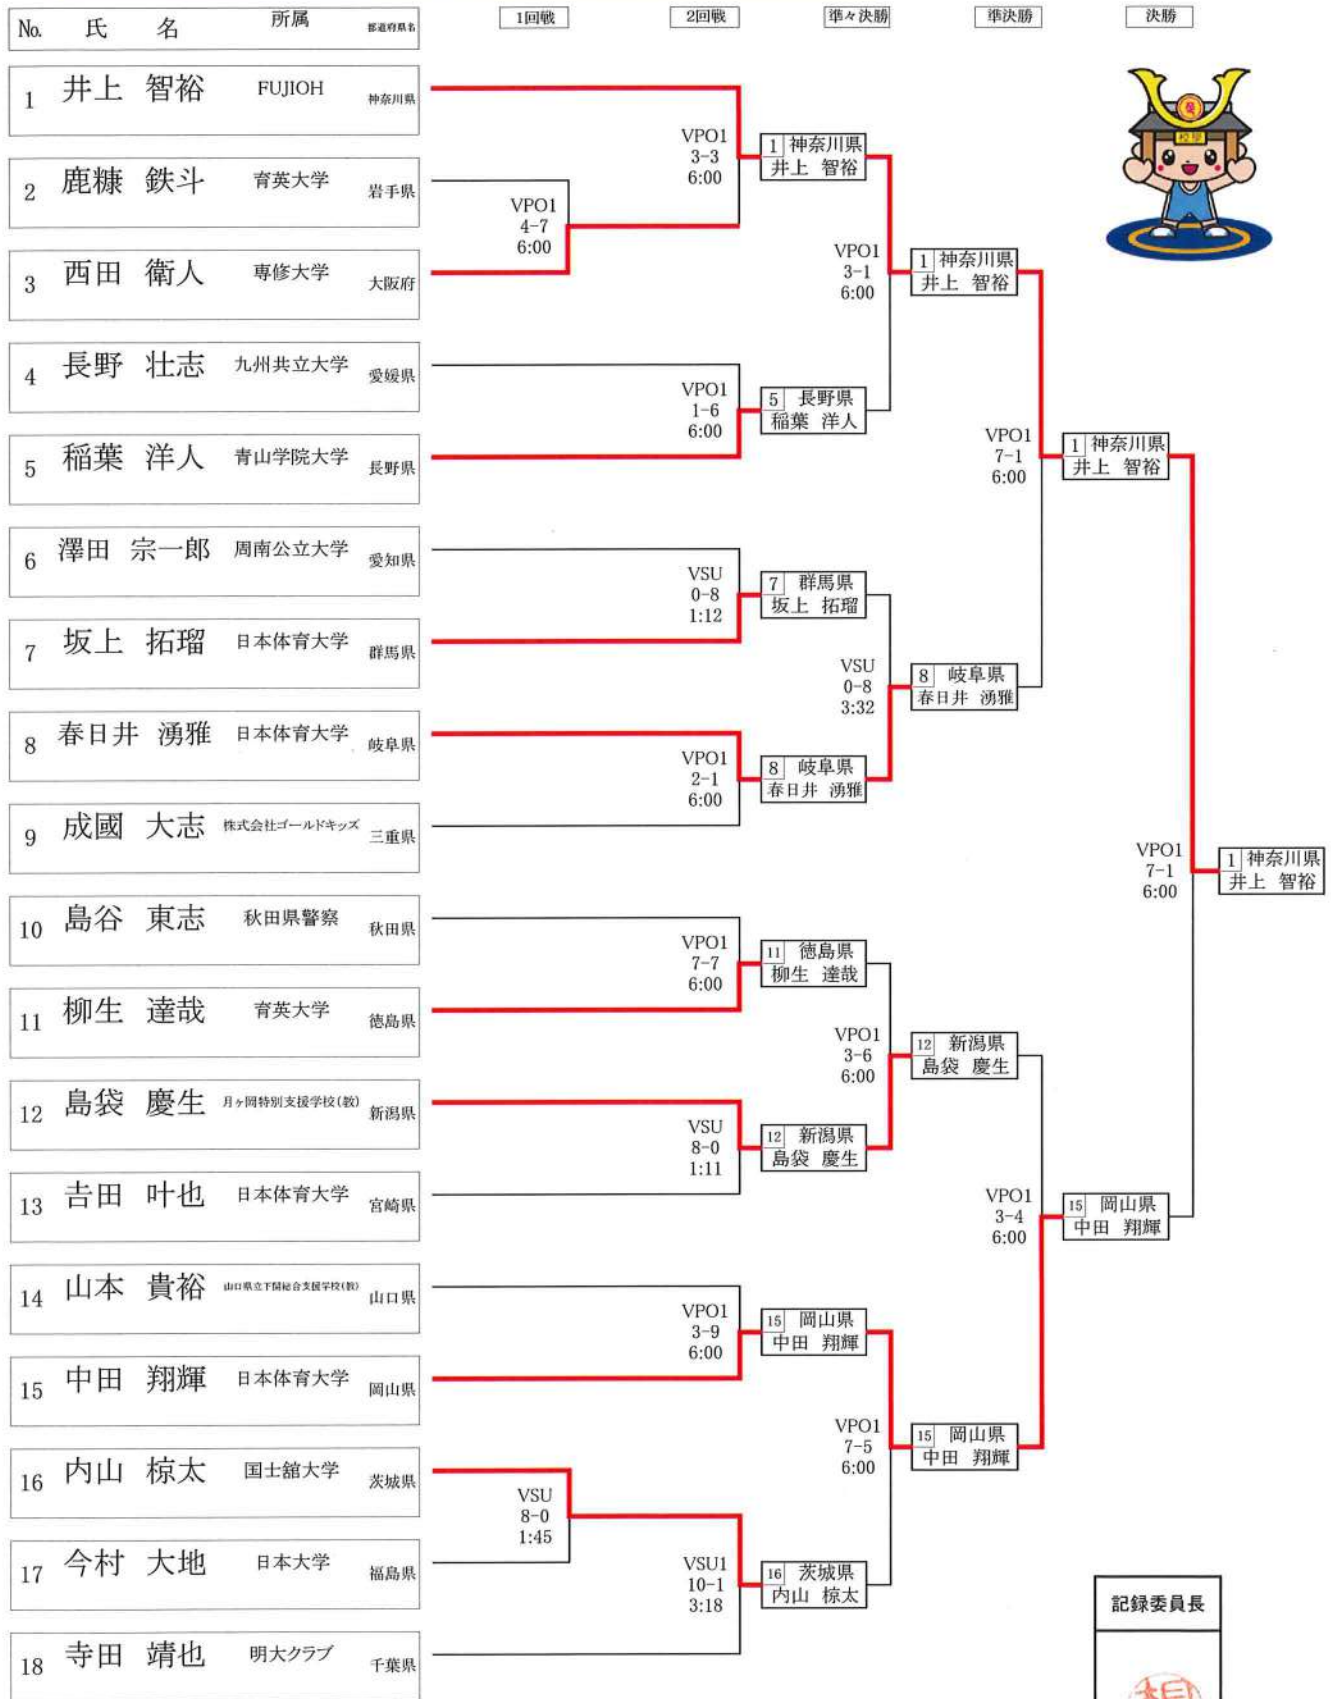 No. 氏 名 所属 都道府県名 1回戦 2回戦 準々決勝 準決勝 決勝
1 井上 智裕 FUJIOH 神奈川県
2 鹿糠 鉄斗 育英大学 岩手県
3 西田 衛人 専修大学 大阪府
4 長野 壮志 九州共立大学 愛媛県
5 稲葉 洋人 青山学院大学 長野県
6 澤田 宗一郎 周南公立大学 愛知県
7 坂上 拓瑠 日本体育大学 群馬県
8 春日井 湧雅 日本体育大学 岐阜県
9 成國 大志 株式会社ゴールドキッズ 三重県
10 島谷 東志 秋田県警察 秋田県
11 柳生 達哉 育英大学 徳島県
12 島袋 慶生 月ヶ岡特別支援学校(教) 新潟県
13 吉田 叶也 日本体育大学 宮崎県
14 山本 貴裕 山口県立下関総合支援学校(教) 山口県
15 中田 翔輝 日本体育大学 岡山県
16 内山 椋太 国士舘大学 茨城県
17 今村 大地 日本大学 福島県
18 寺田 靖也 明大クラブ 千葉県
VPO1
4-7
6:00
VSU
8-0
1:45
VPO1
3-3
6:00
VPO1
1-6
6:00
VSU
0-8
1:12
VPO1
2-1
6:00
VPO1
7-7
6:00
VSU
8-0
1:11
VPO1
3-9
6:00
VSU1
10-1
3:18
1 神奈川県
井上 智裕
5 長野県
稲葉 洋人
7 群馬県
坂上 拓瑠
8 岐阜県
春日井 湧雅
11 徳島県
柳生 達哉
12 新潟県
島袋 慶生
15 岡山県
中田 翔輝
16 茨城県
内山 椋太
VPO1
3-1
6:00
VSU
0-8
3:32
VPO1
3-6
6:00
VPO1
7-5
6:00
1 神奈川県
井上 智裕
8 岐阜県
春日井 湧雅
12 新潟県
島袋 慶生
15 岡山県
中田 翔輝
VPO1
7-1
6:00
VPO1
3-4
6:00
1 神奈川県
井上 智裕
15 岡山県
中田 翔輝
VPO1
7-1
6:00
1 神奈川県
井上 智裕
記録委員長